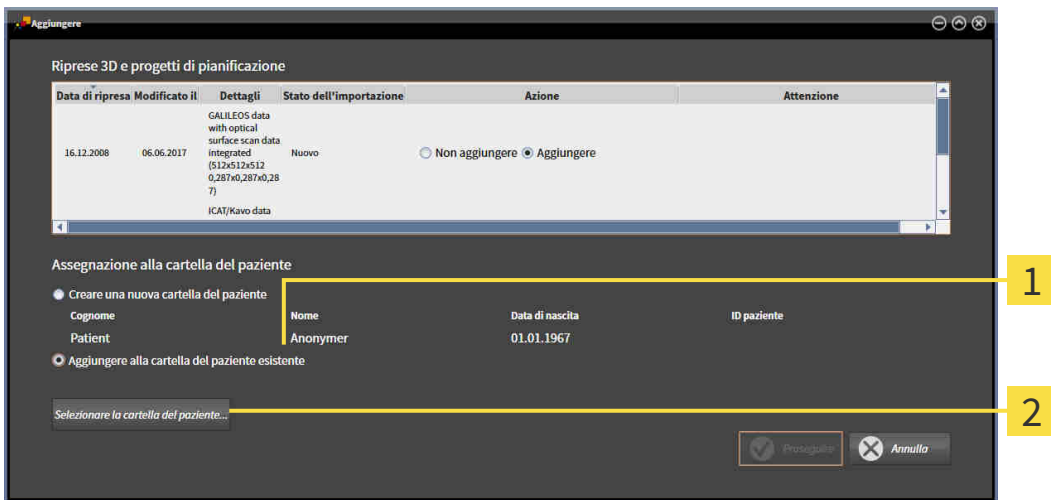 Aggiungere
Riprese 3D e progetti di pianificazione
Data di ripresa Modificato il Dettagli Stato dell'importazione Azione Attenzione
GALILEOS data
with optical
surface scan data
16.12.2008 06.06.2017 integrated Nuovo Non aggiungere Aggiungere
(512x512x512
0,287x0,287x0,28
7)
ICAT/Kavo data
Assegnazione alla cartella del paziente
1
Creare una nuova cartella del paziente
Cognome Nome Data di nascita ID paziente
Patient Anonymer 01.01.1967
Aggiungere alla cartella del paziente esistente
Selezionare la cartella del paziente...
2
Proseguire Annulla